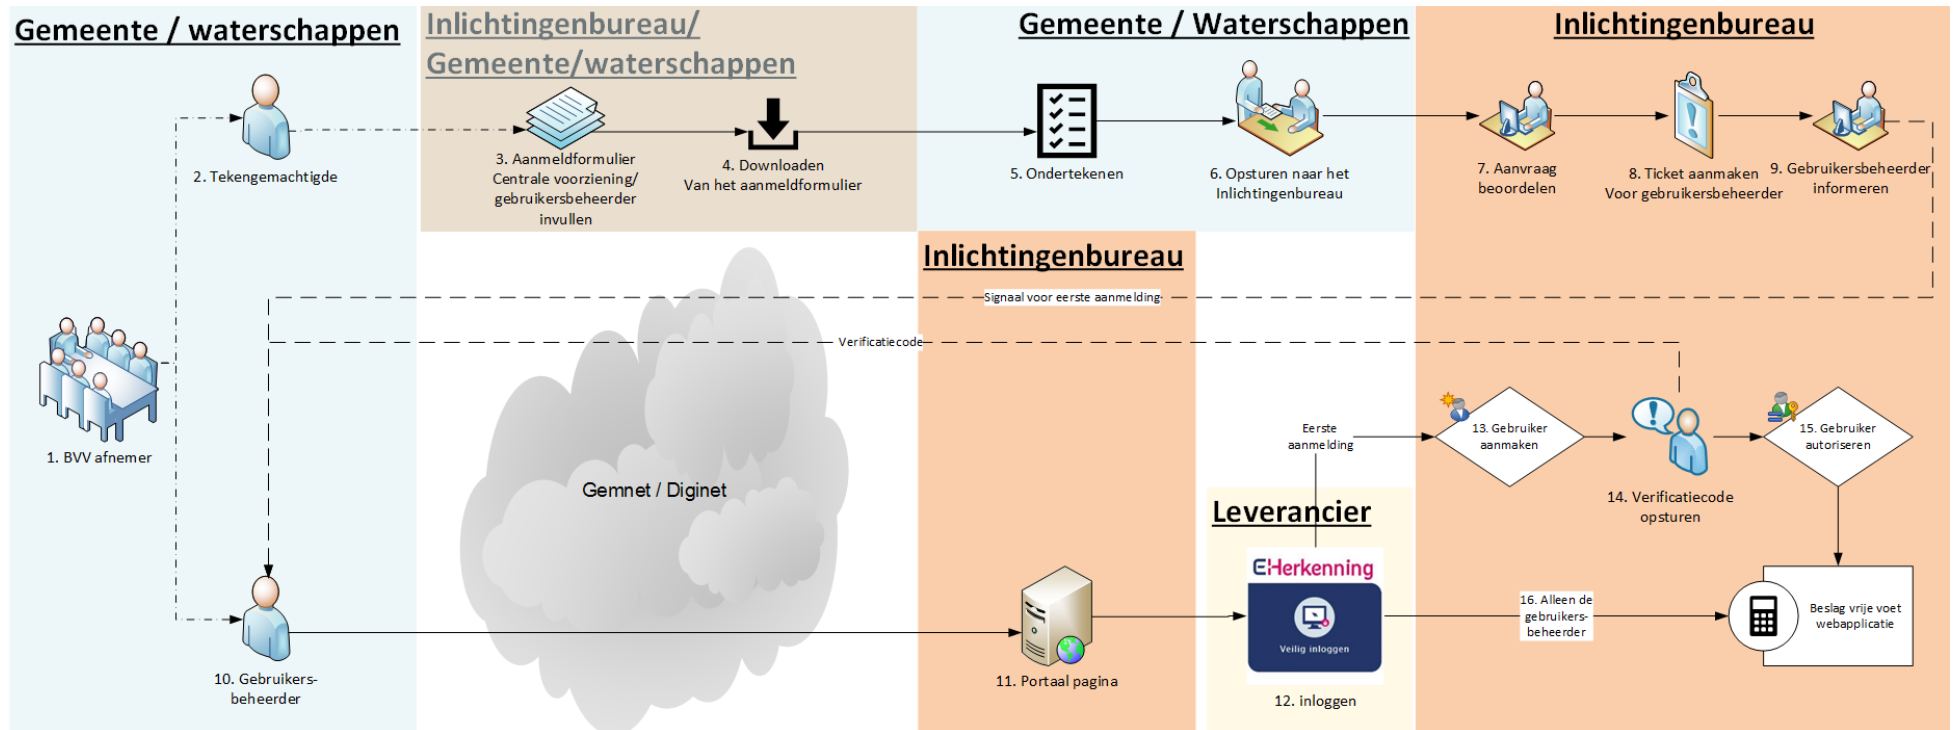 Gemeente / waterschappen
Inlichtingenbureau/
Gemeente/waterschappen
Gemeente / Waterschappen
Inlichtingenbureau
2. Tekengemachtigde
3. Aanmeldformulier
Centrale voorziening/
gebruikersbeheerder
invullen
4. Downloaden
Van het aanmeldformulier
5. Ondertekenen
6. Opsturen naar het
Inlichtingenbureau
7. Aanvraag
beoordelen
8. Ticket aanmaken
Voor gebruikersbeheerder
9. Gebruikersbeheerder
informeren
Inlichtingenbureau
Signaal voor eerste aanmelding
Verificatiecode
1. BVV afnemer
Gemnet / Diginet
Eerste
aanmelding
13. Gebruiker
aanmaken
14. Verificatiecode
opsturen
15. Gebruiker
autoriseren
Leverancier
EHerkenning
Veilig inloggen
12. inloggen
10. Gebruikers-
beheerder
11. Portaal pagina
16. Alleen de
gebruikers-
beheerder
Beslag vrije voet
webapplicatie